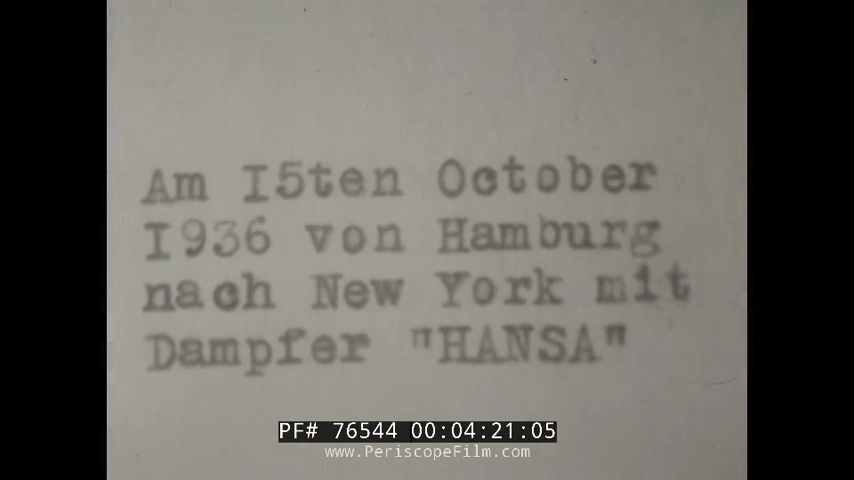 Am I5ten October
I936 von Hamburg
nach New York mit
Dampfer "HANSA"
PF# 76544 00:04:21:05
www.PeriscopeFilm.com